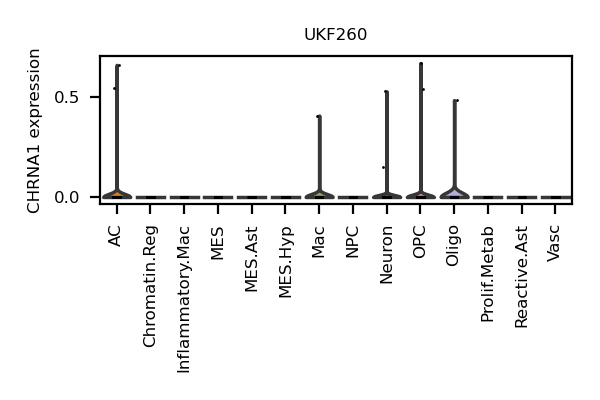 UKF260
CHRNA1 expression
0.5
0.0
AC
Chromatin.Reg
Inflammatory.Mac
MES
MES.Ast
MES.Hyp
Mac
NPC
Neuron
OPC
Oligo
Prolif.Metab
Reactive.Ast
Vasc